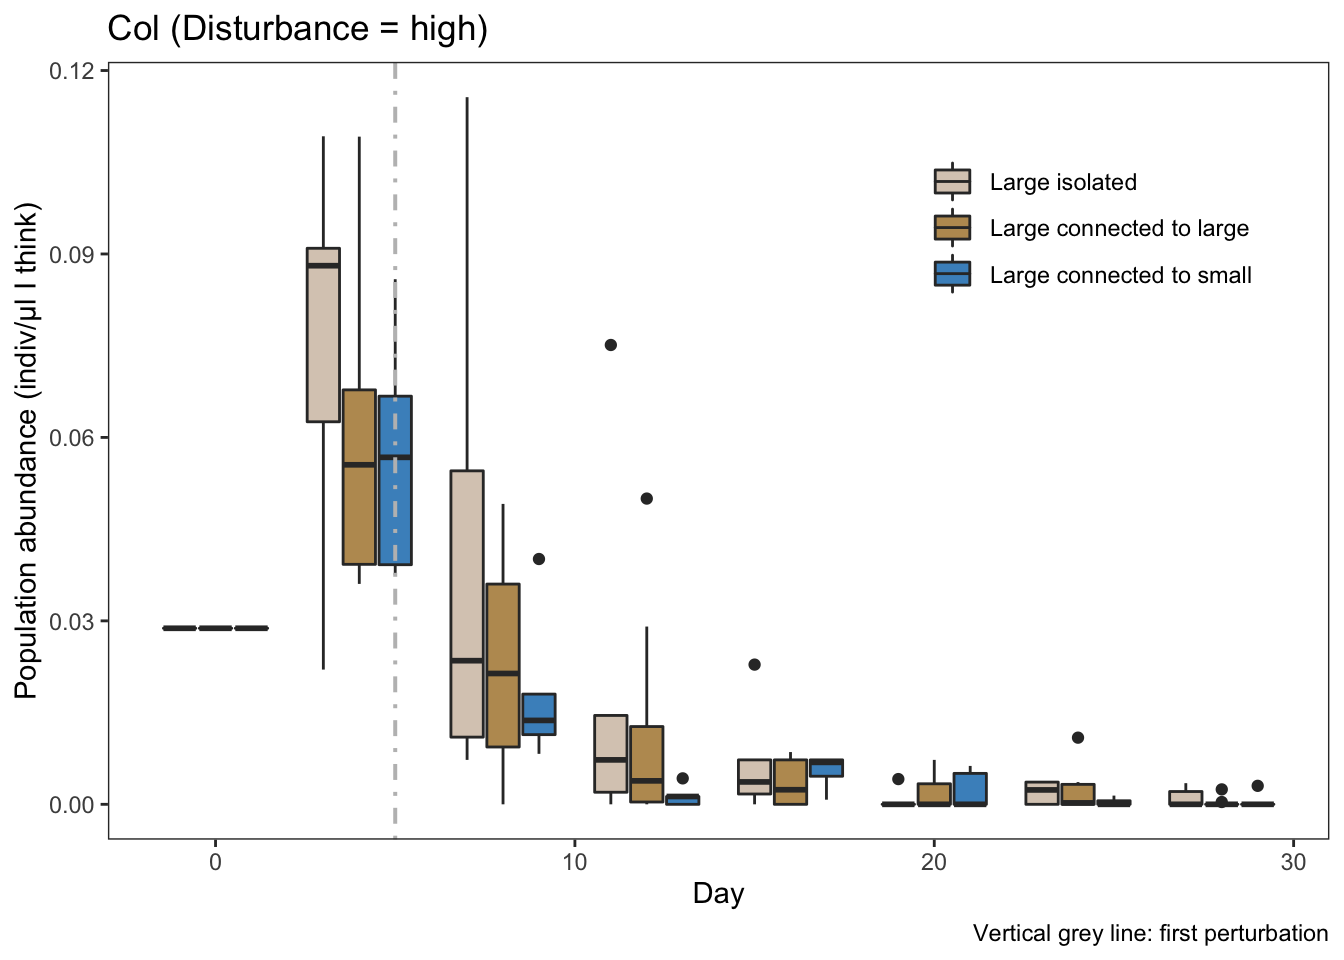 Col (Disturbance = high)
0.12
0.09
0.06
0.03
0.00
Population abundance (indiv/µl I think)
Large isolated
Large connected to large
Large connected to small
0 10 20 30
Day
Vertical grey line: first perturbation